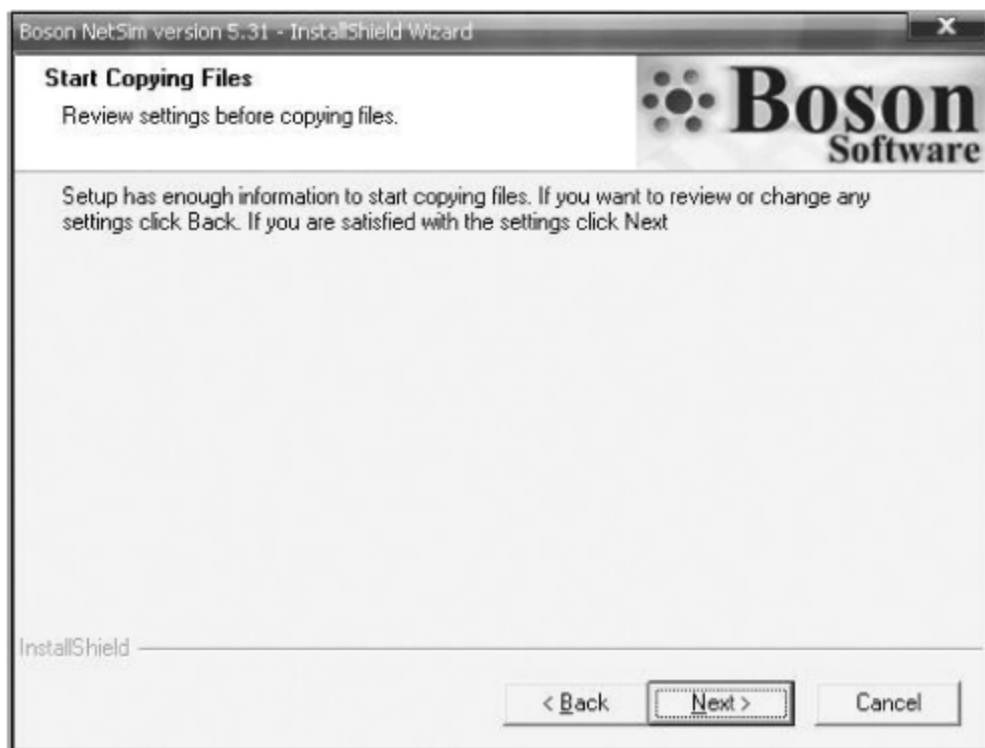 Boson NetSim version 5.31 - InstallShield Wizard
Start Copying Files
Review settings before copying files.
Boson
Software
Setup has enough information to start copying files. If you want to review or change any
settings click Back. If you are satisfied with the settings click Next
InstallShield
< Back
Next >
Cancel